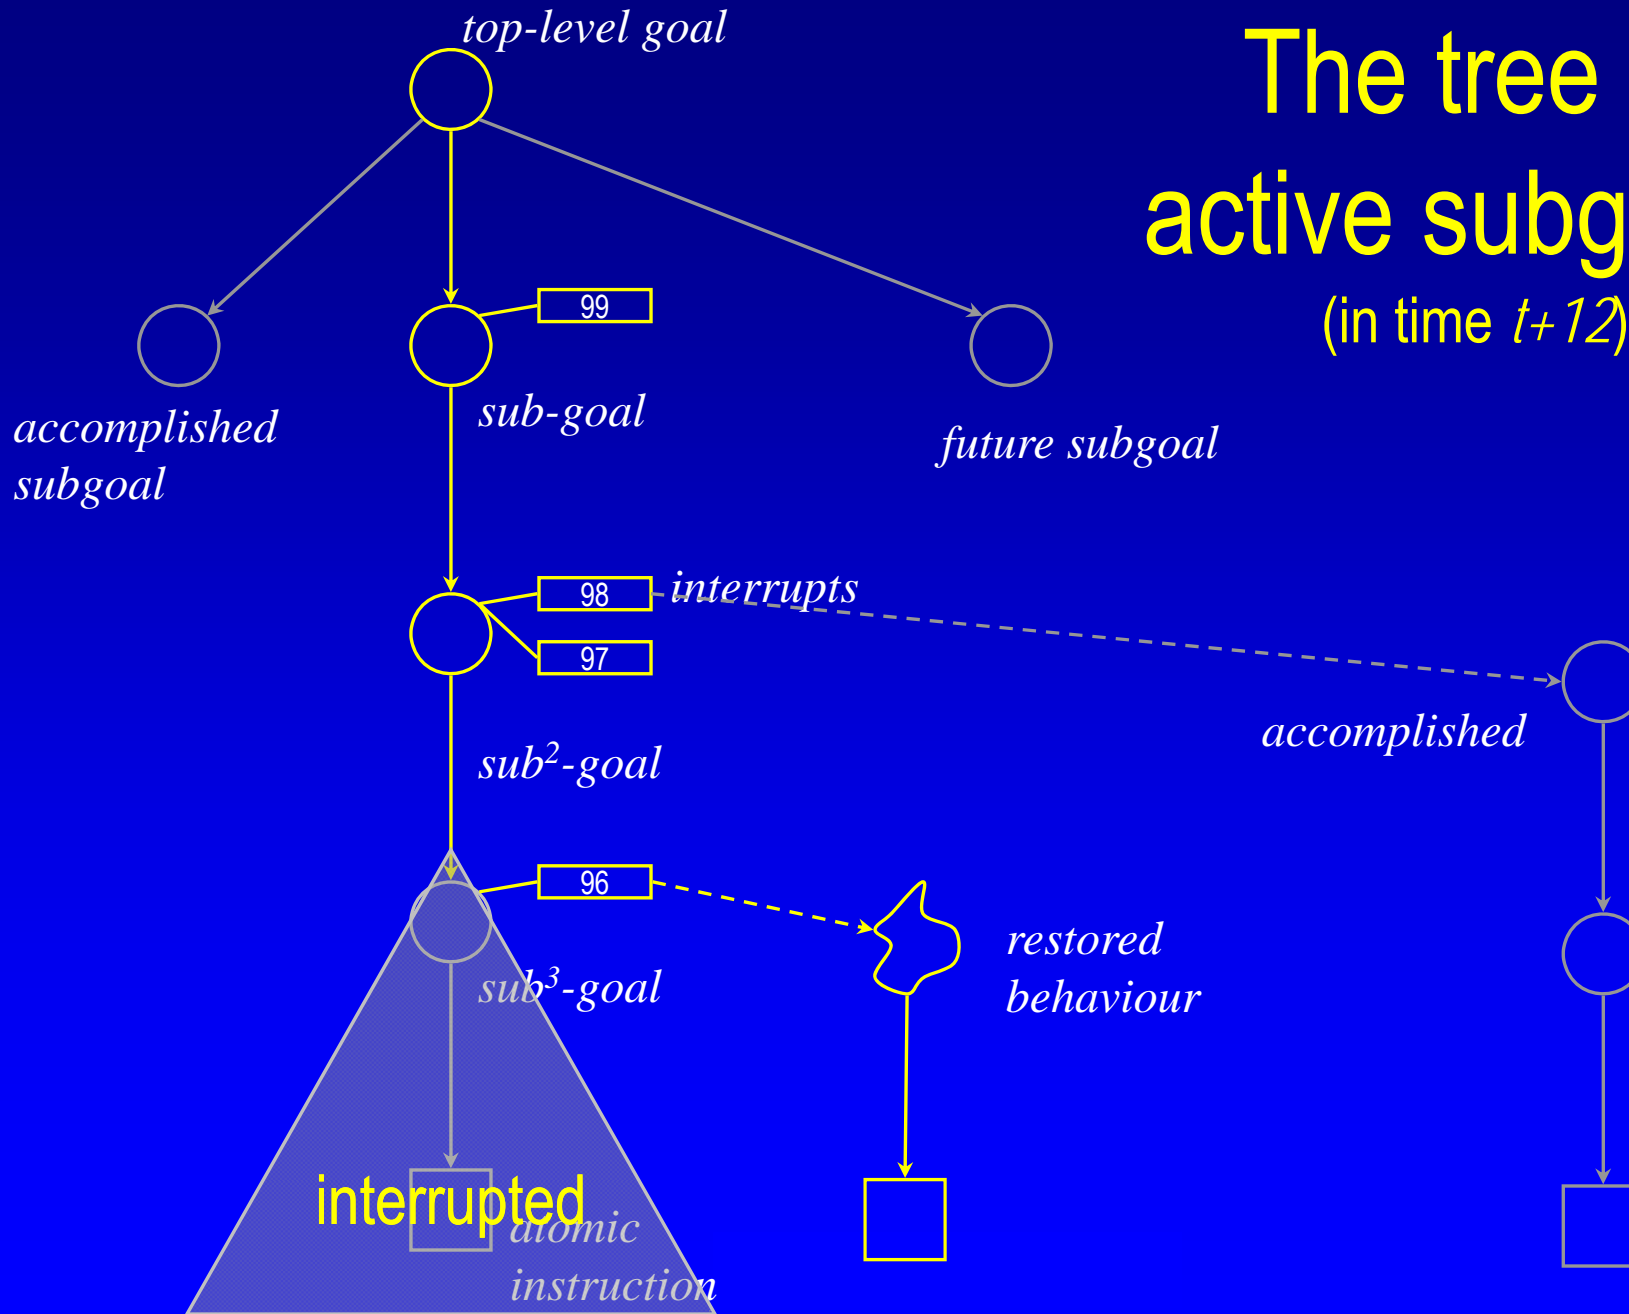 top-level goal
The tree
active subg
(in time t+12)
99
sub-goal
accomplished
subgoal
future subgoal
98
interrupts
97
accomplished
sub²-goal
96
restored
behaviour
sub³-goal
interrupted
atomic
instruction